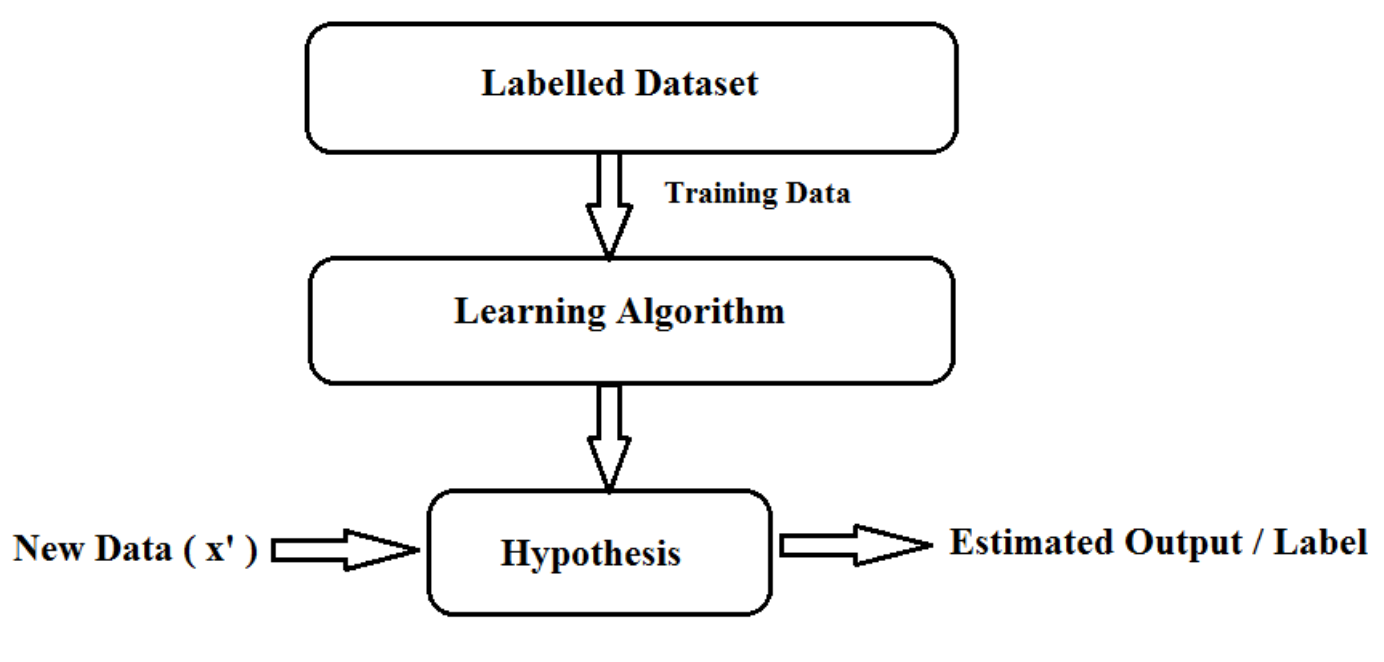 Labelled Dataset
Training Data
Learning Algorithm
New Data ( x' )
Hypothesis
Estimated Output / Label